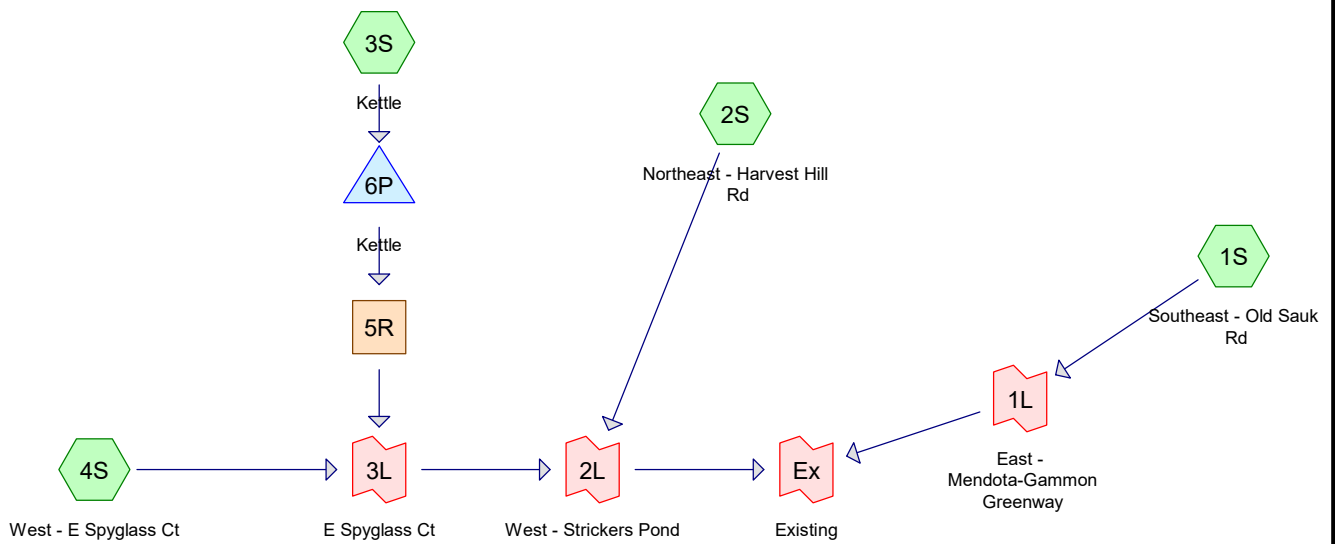 3S
Kettle
6P
Kettle
5R
2S
Northeast - Harvest Hill
Rd
1S
Southeast - Old Sauk
Rd
1L
East -
Mendota-Gammon
Greenway
4S
West - E Spyglass Ct
3L
E Spyglass Ct
2L
West - Strickers Pond
Ex
Existing